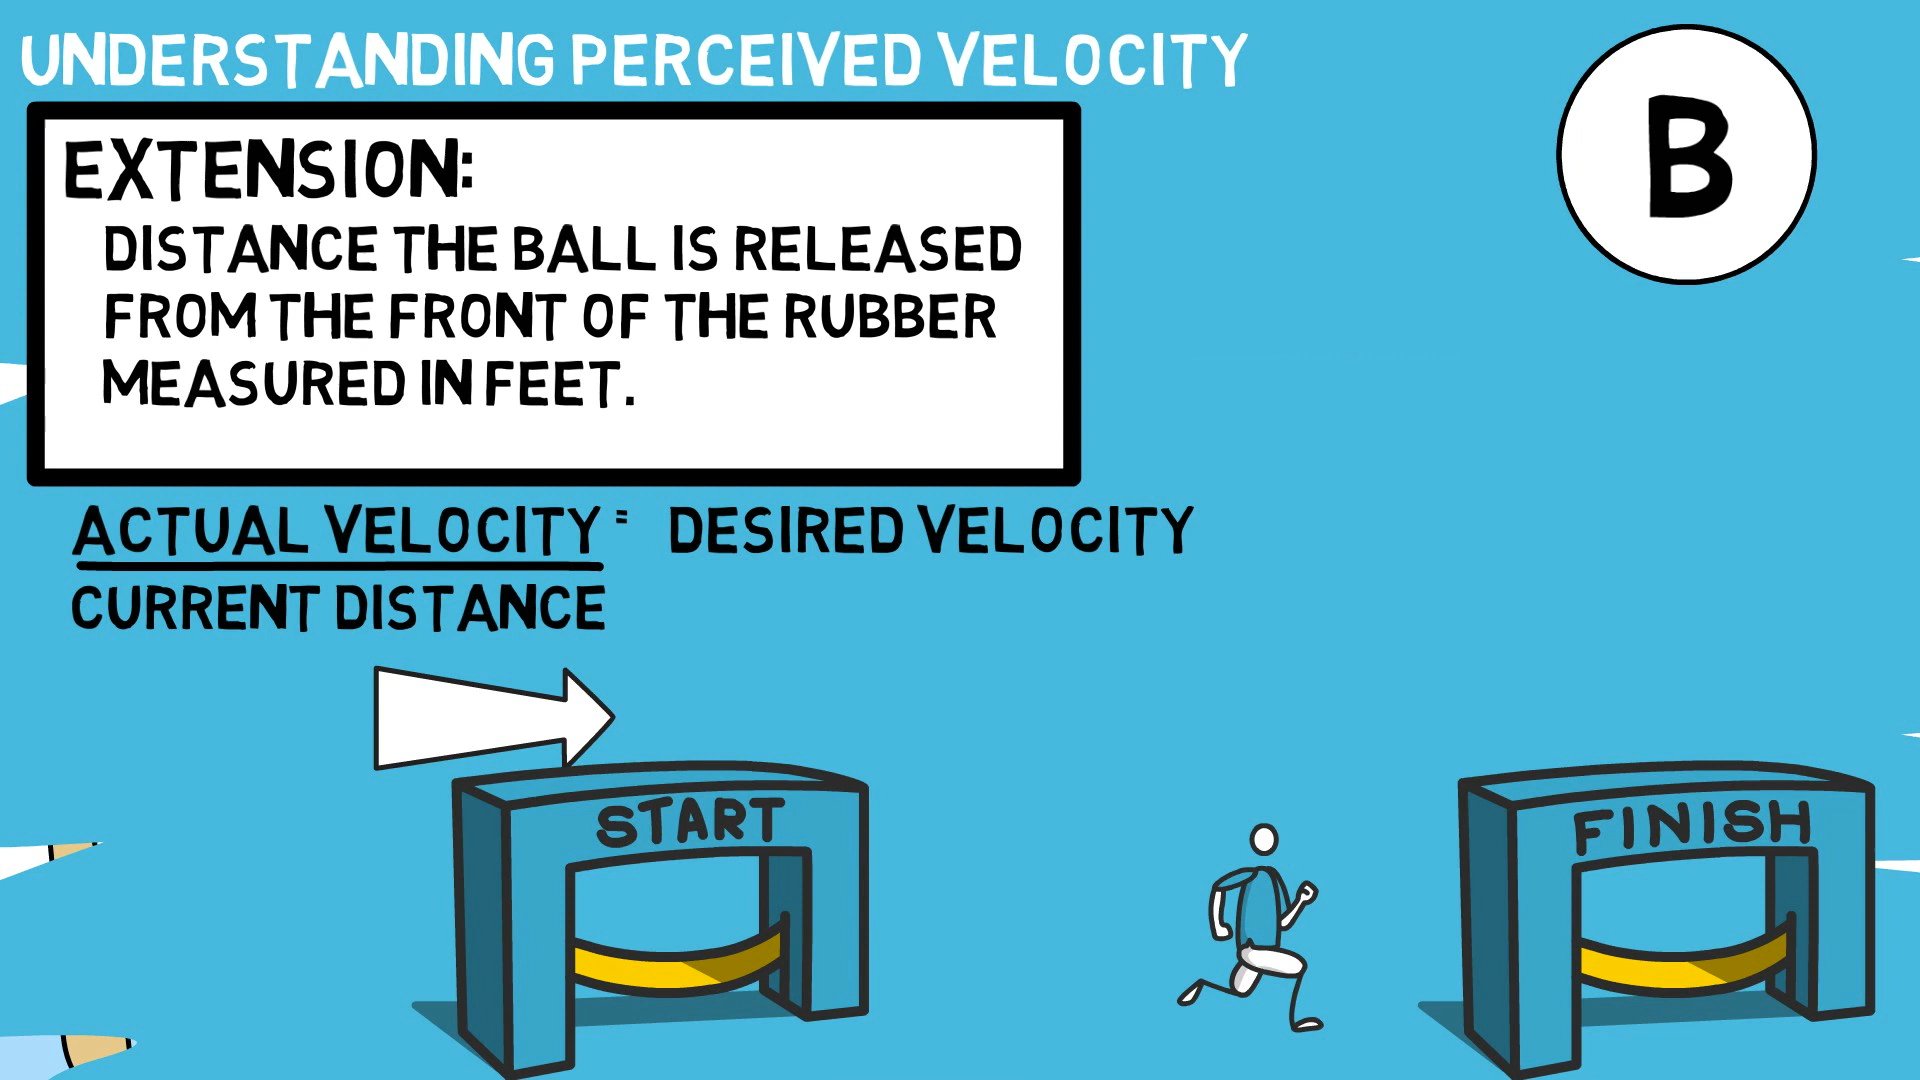 UNDERSTANDING PERCEIVED VELOCITY
B
EXTENSION:
DISTANCE THE BALL IS RELEASED
FROM THE FRONT OF THE RUBBER
MEASURED IN FEET.
ACTUAL VELOCITY = DESIRED VELOCITY
CURRENT DISTANCE
START
FINISH